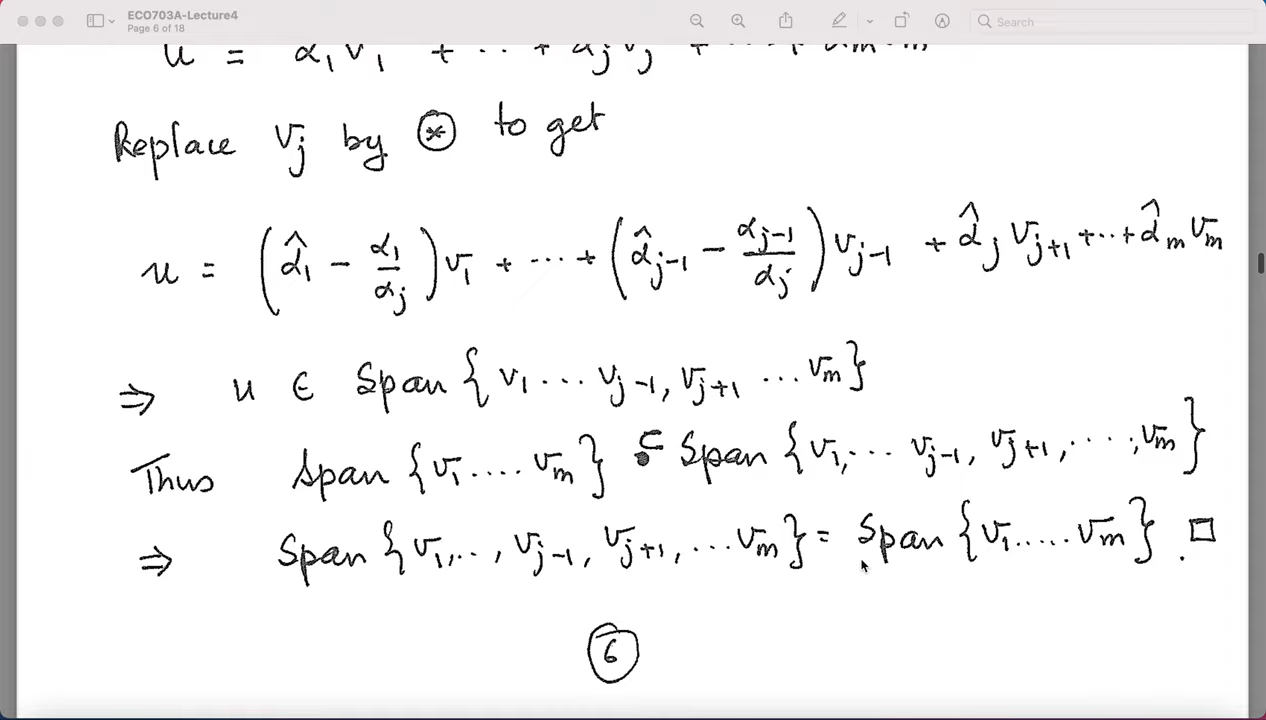 ECO703A-Lecture4
Page 6 of 18
Search
u = α₁v₁ + ... + α̂ⱼvⱼ + ...
Replace vⱼ by ⊛ to get
u = (α̂₁ - α₁/αⱼ)v₁ + ... + (α̂ⱼ₋₁ - αⱼ₋₁/αⱼ)vⱼ₋₁ + α̂ⱼ vⱼ₊₁ + ... + α̂ₘ vₘ
⇒ u ∈ Span {v₁ ... vⱼ₋₁, vⱼ₊₁ ... vₘ}
Thus span {v₁ .... vₘ} ⊂ Span {v₁, ... vⱼ₋₁, vⱼ₊₁, ...., vₘ}
⇒ Span {v₁, .., vⱼ₋₁, vⱼ₊₁, ... vₘ} = Span {v₁ ..... vₘ}. □
6